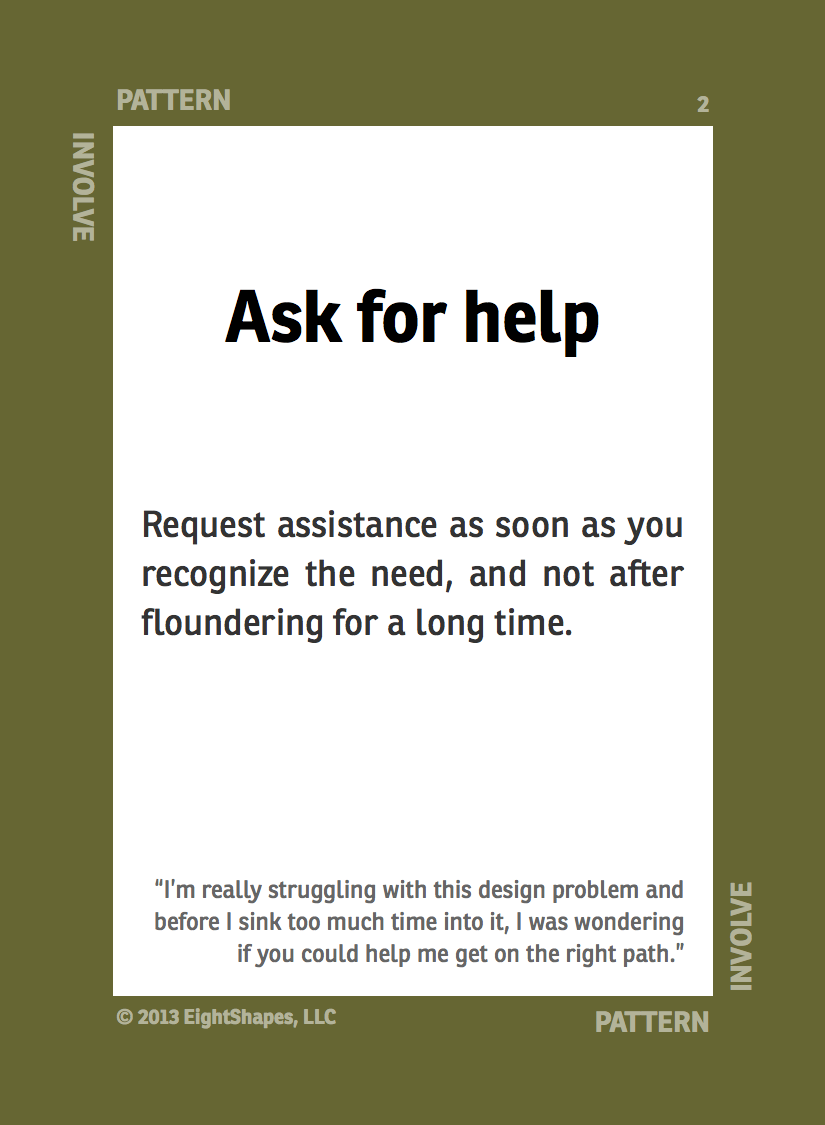 PATTERN
2
INVOLVE
Ask for help
Request assistance as soon as you
recognize the need, and not after
floundering for a long time.
“I’m really struggling with this design problem and
before I sink too much time into it, I was wondering
if you could help me get on the right path.”
INVOLVE
© 2013 EightShapes, LLC
PATTERN